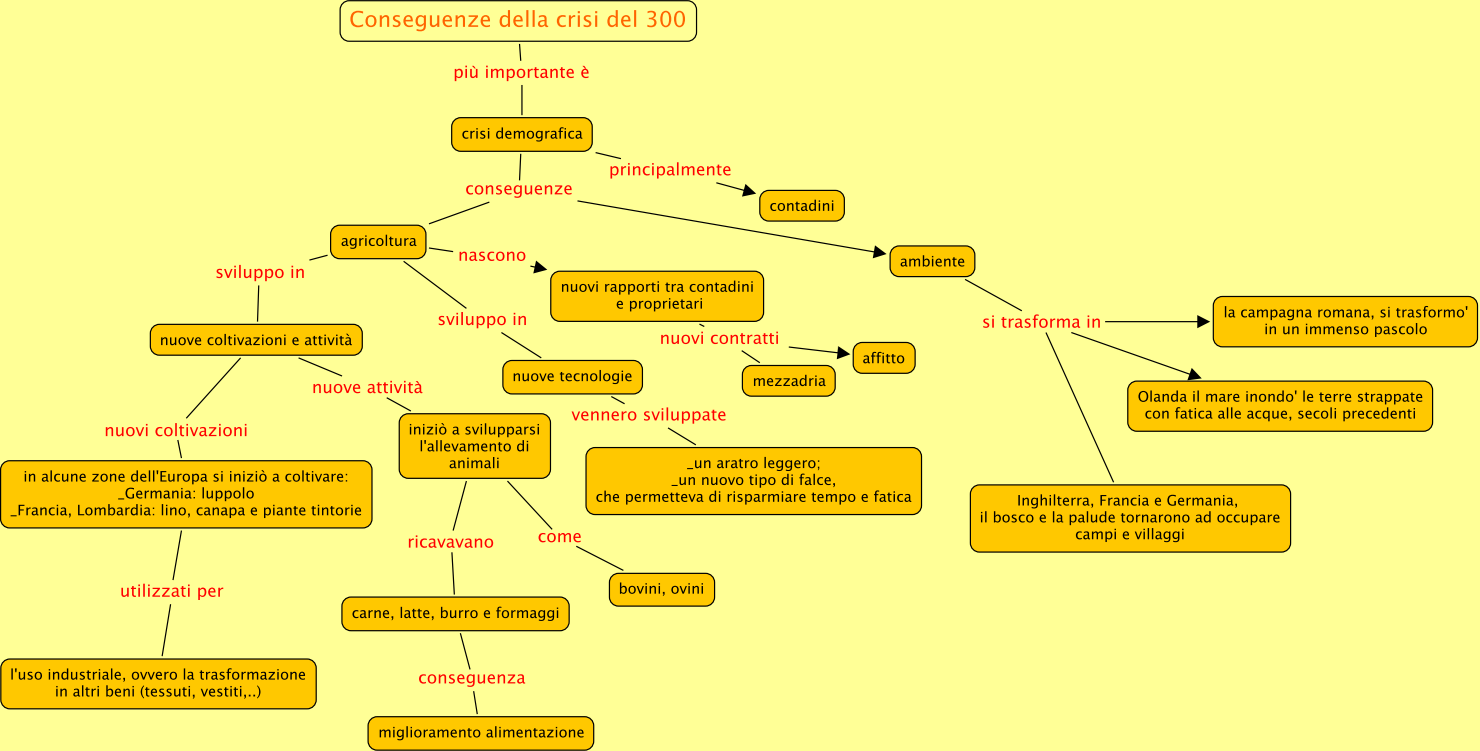 Conseguenze della crisi del 300
più importante è
crisi demografica
principalmente
conseguenze
contadini
agricoltura
nascono
ambiente
sviluppo in
nuovi rapporti tra contadini
e proprietari
la campagna romana, si trasformo'
in un immenso pascolo
sviluppo in
si trasforma in
nuove coltivazioni e attività
nuovi contratti
affitto
nuove tecnologie
mezzadria
nuove attività
Olanda il mare inondo' le terre strappate
con fatica alle acque, secoli precedenti
vennero sviluppate
nuovi coltivazioni
iniziò a svilupparsi
l'allevamento di
animali
in alcune zone dell'Europa si iniziò a coltivare:
_Germania: luppolo
_Francia, Lombardia: lino, canapa e piante tintorie
_un aratro leggero;
_un nuovo tipo di falce,
che permetteva di risparmiare tempo e fatica
Inghilterra, Francia e Germania,
il bosco e la palude tornarono ad occupare
campi e villaggi
ricavavano
come
utilizzati per
bovini, ovini
carne, latte, burro e formaggi
l'uso industriale, ovvero la trasformazione
in altri beni (tessuti, vestiti,..)
conseguenza
miglioramento alimentazione